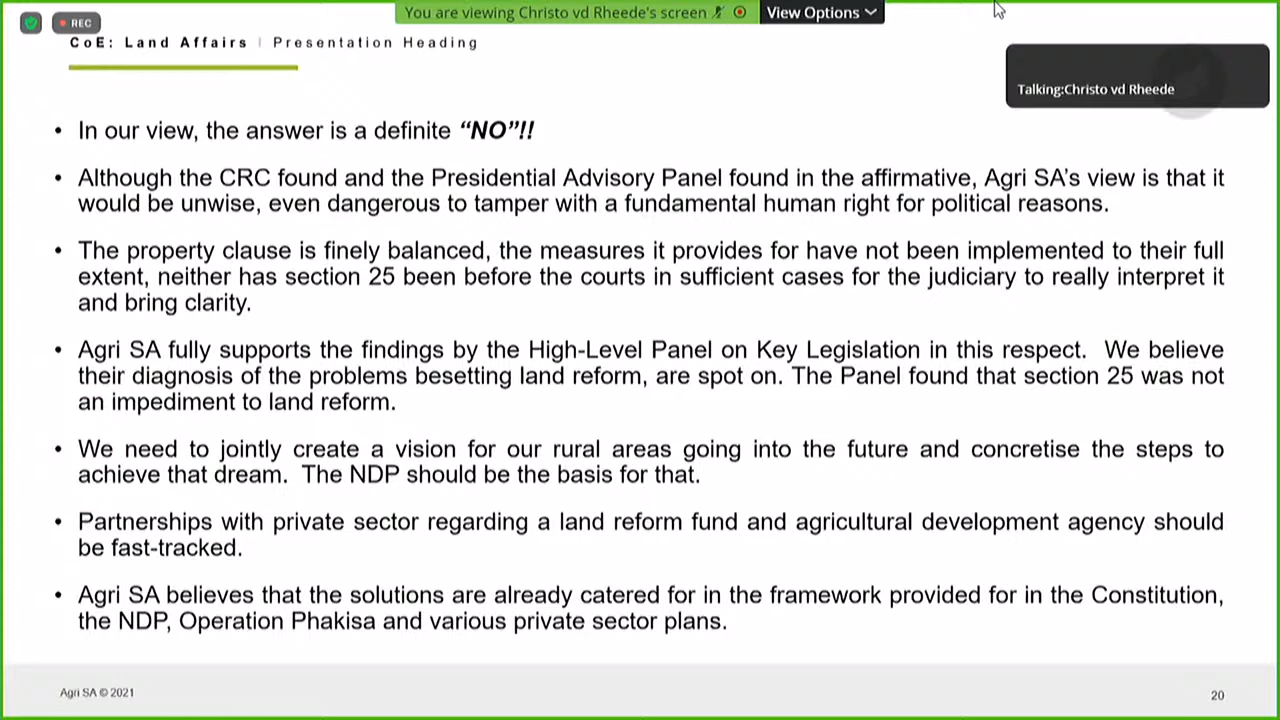 You are viewing Christo vd Rheede's screen
View Options
REC
CoE: Land Affairs | Presentation Heading
Talking:Christo vd Rheede
• In our view, the answer is a definite “NO”!!
• Although the CRC found and the Presidential Advisory Panel found in the affirmative, Agri SA’s view is that it
would be unwise, even dangerous to tamper with a fundamental human right for political reasons.
• The property clause is finely balanced, the measures it provides for have not been implemented to their full
extent, neither has section 25 been before the courts in sufficient cases for the judiciary to really interpret it
and bring clarity.
• Agri SA fully supports the findings by the High-Level Panel on Key Legislation in this respect.  We believe
their diagnosis of the problems besetting land reform, are spot on. The Panel found that section 25 was not
an impediment to land reform.
• We need to jointly create a vision for our rural areas going into the future and concretise the steps to
achieve that dream.  The NDP should be the basis for that.
• Partnerships with private sector regarding a land reform fund and agricultural development agency should
be fast-tracked.
• Agri SA believes that the solutions are already catered for in the framework provided for in the Constitution,
the NDP, Operation Phakisa and various private sector plans.
Agri SA © 2021
20